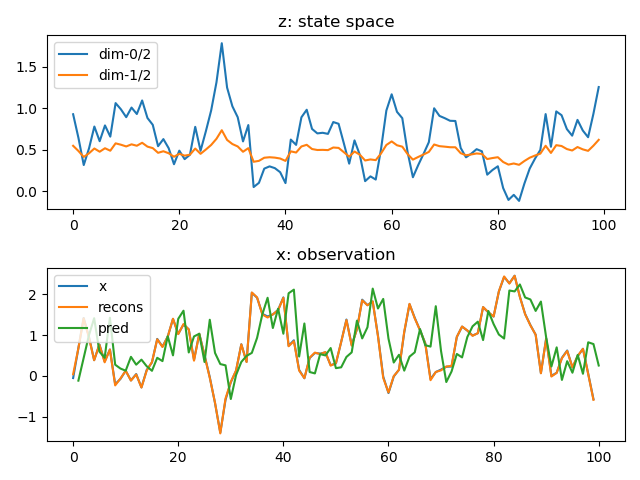 z: state space
dim-0/2
dim-1/2
1.5
1.0
0.5
0.0
0 20 40 60 80 100
x: observation
x
recons
pred
2
1
0
−1
0 20 40 60 80 100